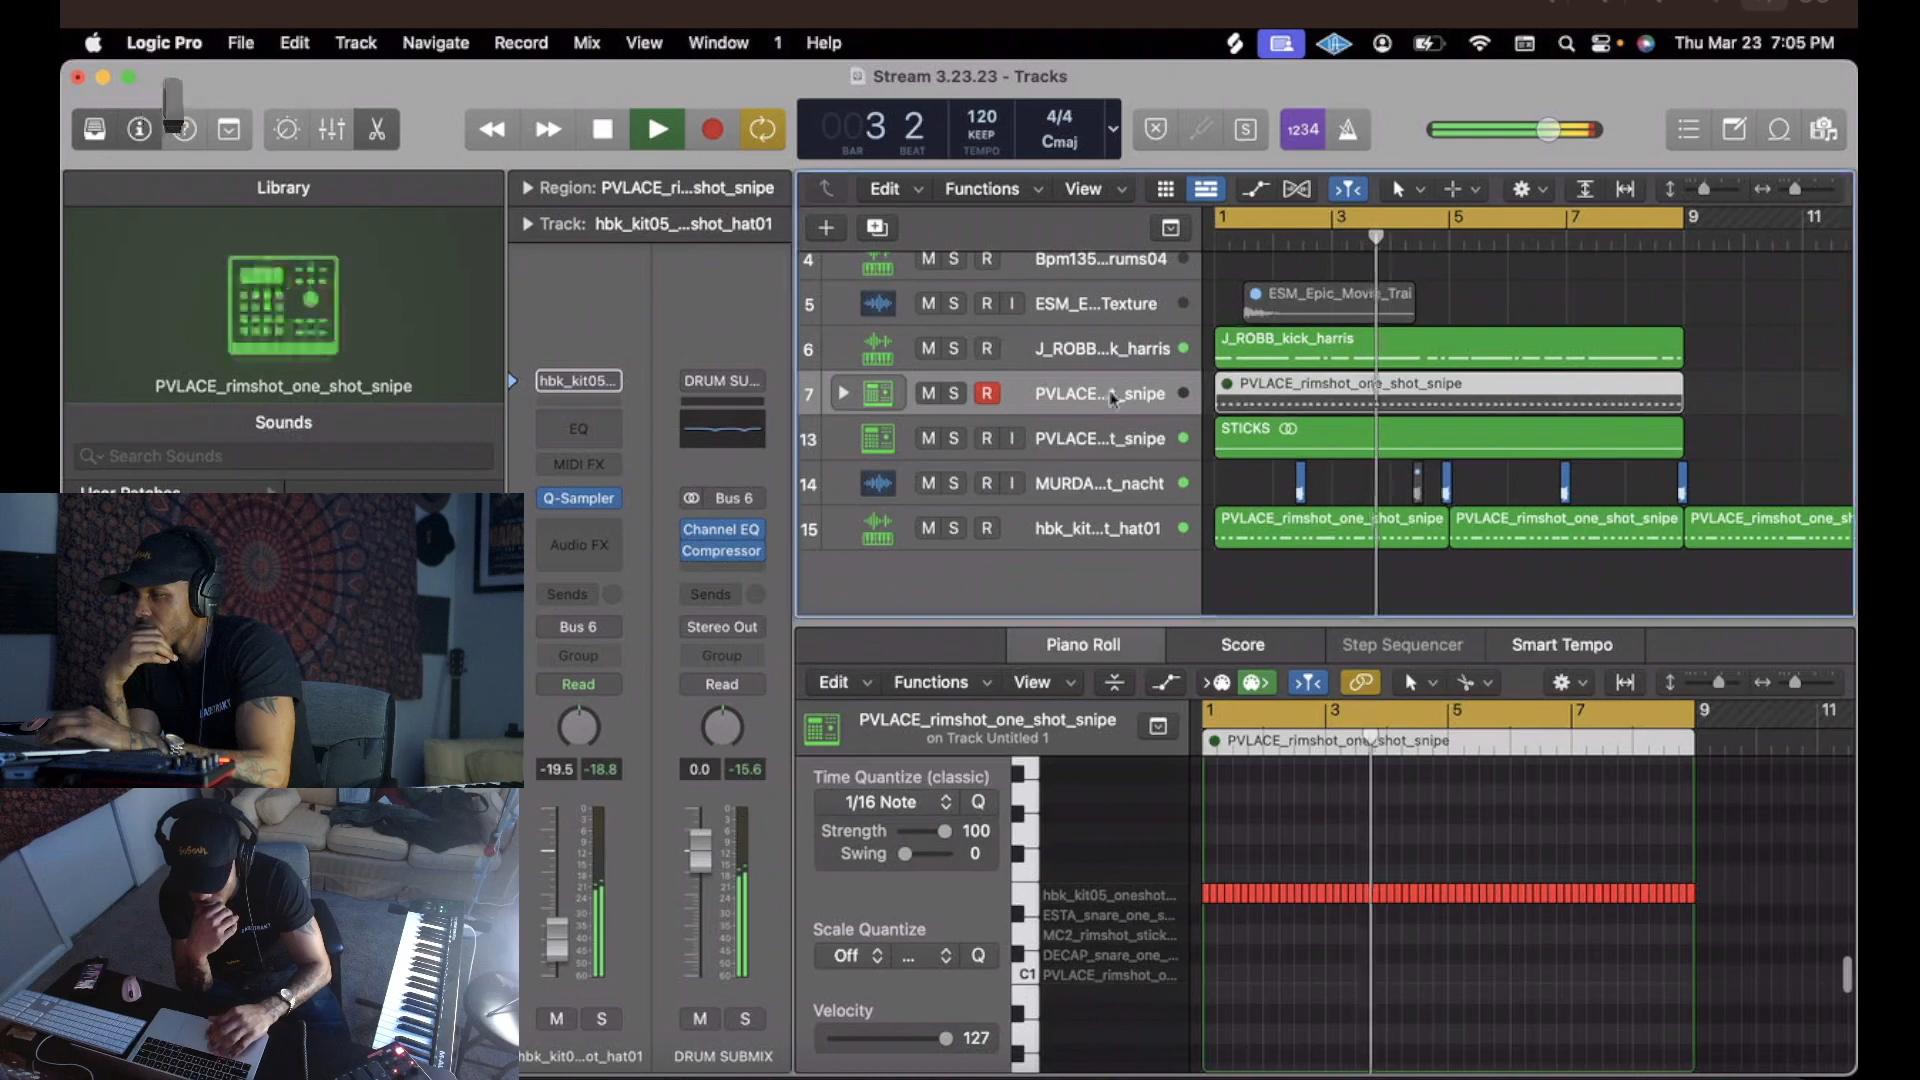 Logic Pro File Edit Track Navigate Record Mix View Window 1 Help
Thu Mar 23 7:05 PM
Stream 3.23.23 - Tracks
003 2
BAR BEAT
120
KEEP
TEMPO
4/4
Cmaj
S
1234
Library
PVLACE_rimshot_one_shot_snipe
Sounds
Search Sounds
User Patches
Region: PVLACE_ri...shot_snipe
Track: hbk_kit05_...shot_hat01
hbk_kit05...
EQ
MIDI FX
Q-Sampler
Audio FX
Sends
Bus 6
Group
Read
-19.5 -18.8
M S
hbk_kit0...ot_hat01
DRUM SU...
Bus 6
Channel EQ
Compressor
Sends
Stereo Out
Group
Read
0.0 -15.6
M S
DRUM SUBMIX
Edit Functions View
1 3 5 7 9 11
4 M S R Bpm135...rums04
5 M S R I ESM_E...Texture
ESM_Epic_Movie_Trai
6 M S R J_ROBB...k_harris
J_ROBB_kick_harris
7 M S R PVLACE..._snipe
PVLACE_rimshot_one_shot_snipe
13 M S R I PVLACE...t_snipe
STICKS
14 M S R I MURDA...t_nacht
15 M S R hbk_kit...t_hat01
PVLACE_rimshot_one_shot_snipe PVLACE_rimshot_one_shot_snipe PVLACE_rimshot_one_sh
Piano Roll Score Step Sequencer Smart Tempo
Edit Functions View
1 3 5 7 9 11
PVLACE_rimshot_one_shot_snipe
on Track Untitled 1
PVLACE_rimshot_one_shot_snipe
Time Quantize (classic)
1/16 Note Q
Strength 100
Swing 0
Scale Quantize
Off ... Q
Velocity
127
hbk_kit05_oneshot...
ESTA_snare_one_s...
MC2_rimshot_stick...
DECAP_snare_one_...
C1 PVLACE_rimshot_o...